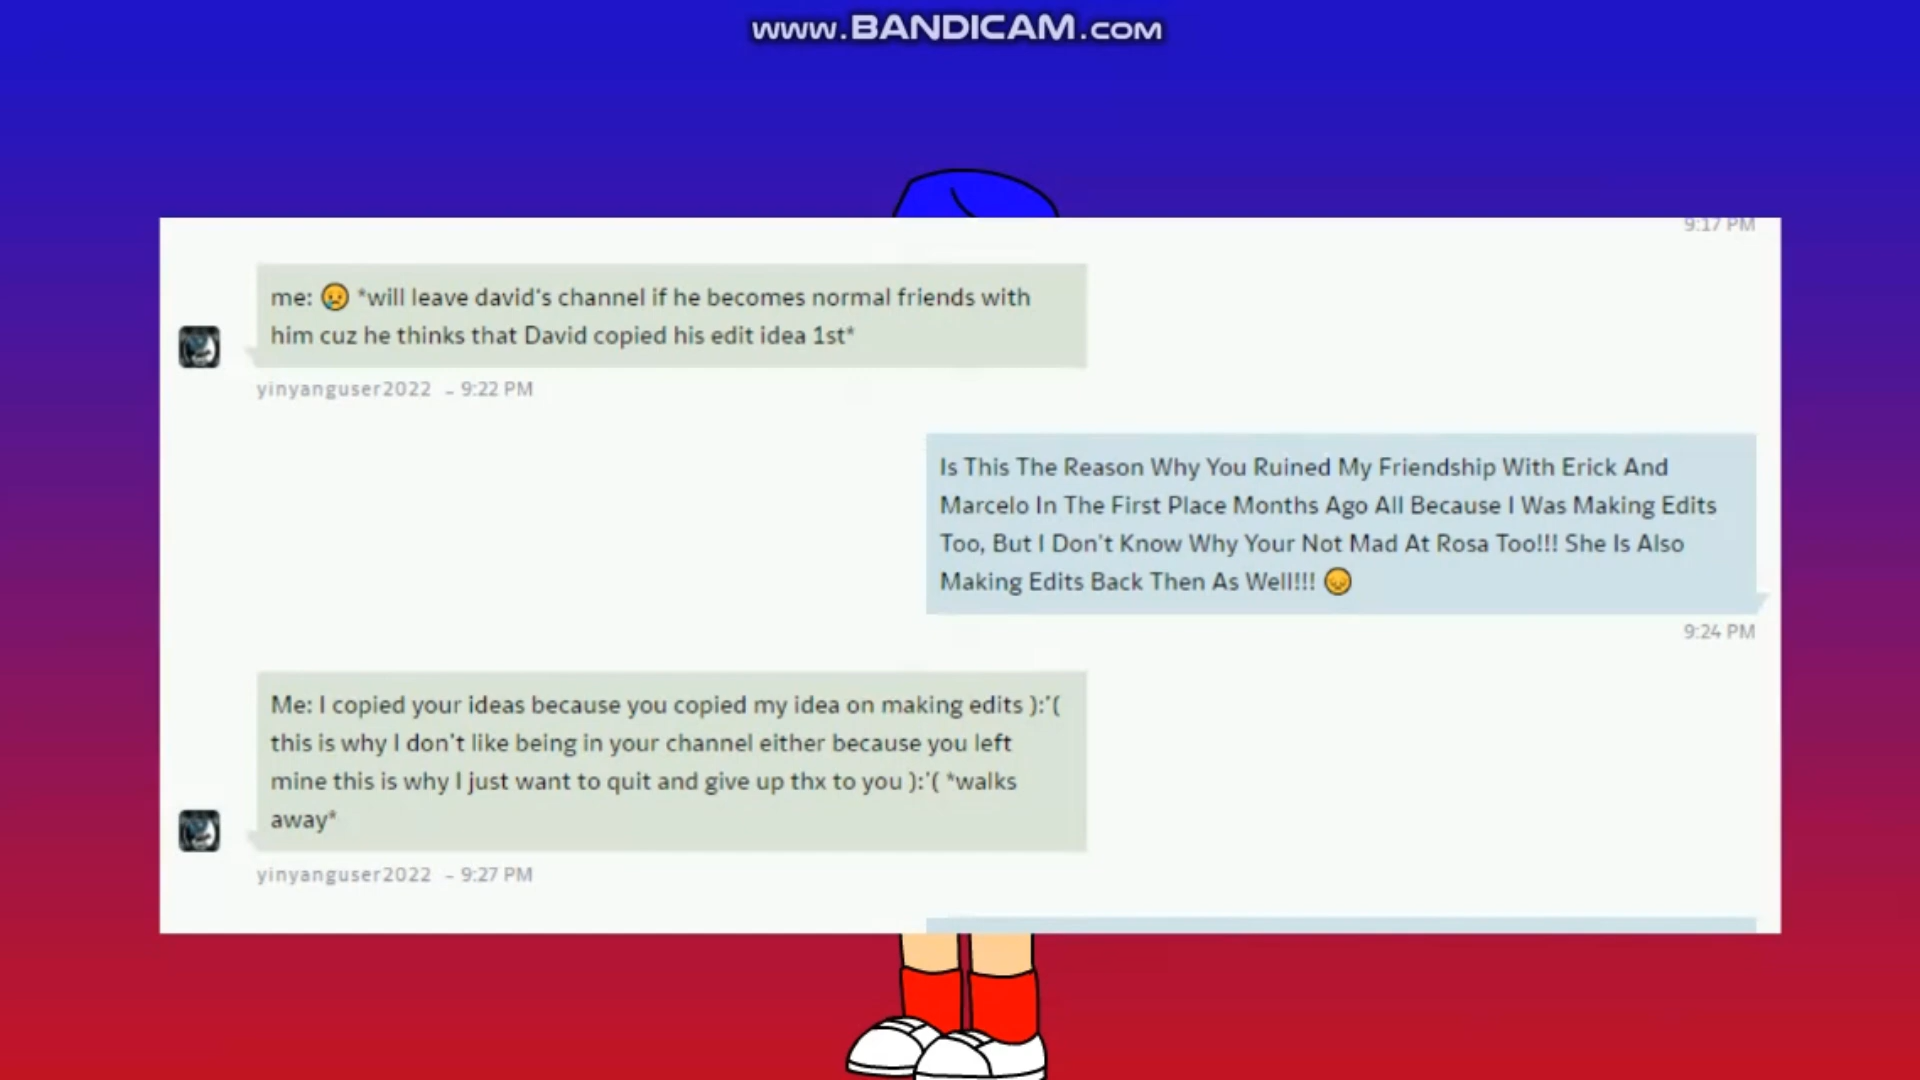 www.BANDICAM.com
9:17 PM
me: 😢 *will leave david's channel if he becomes normal friends with
him cuz he thinks that David copied his edit idea 1st*
yinyanguser2022 - 9:22 PM
Is This The Reason Why You Ruined My Friendship With Erick And
Marcelo In The First Place Months Ago All Because I Was Making Edits
Too, But I Don't Know Why Your Not Mad At Rosa Too!!! She Is Also
Making Edits Back Then As Well!!! 😞
9:24 PM
Me: I copied your ideas because you copied my idea on making edits ):'(
this is why I don't like being in your channel either because you left
mine this is why I just want to quit and give up thx to you ):'( *walks
away*
yinyanguser2022 - 9:27 PM